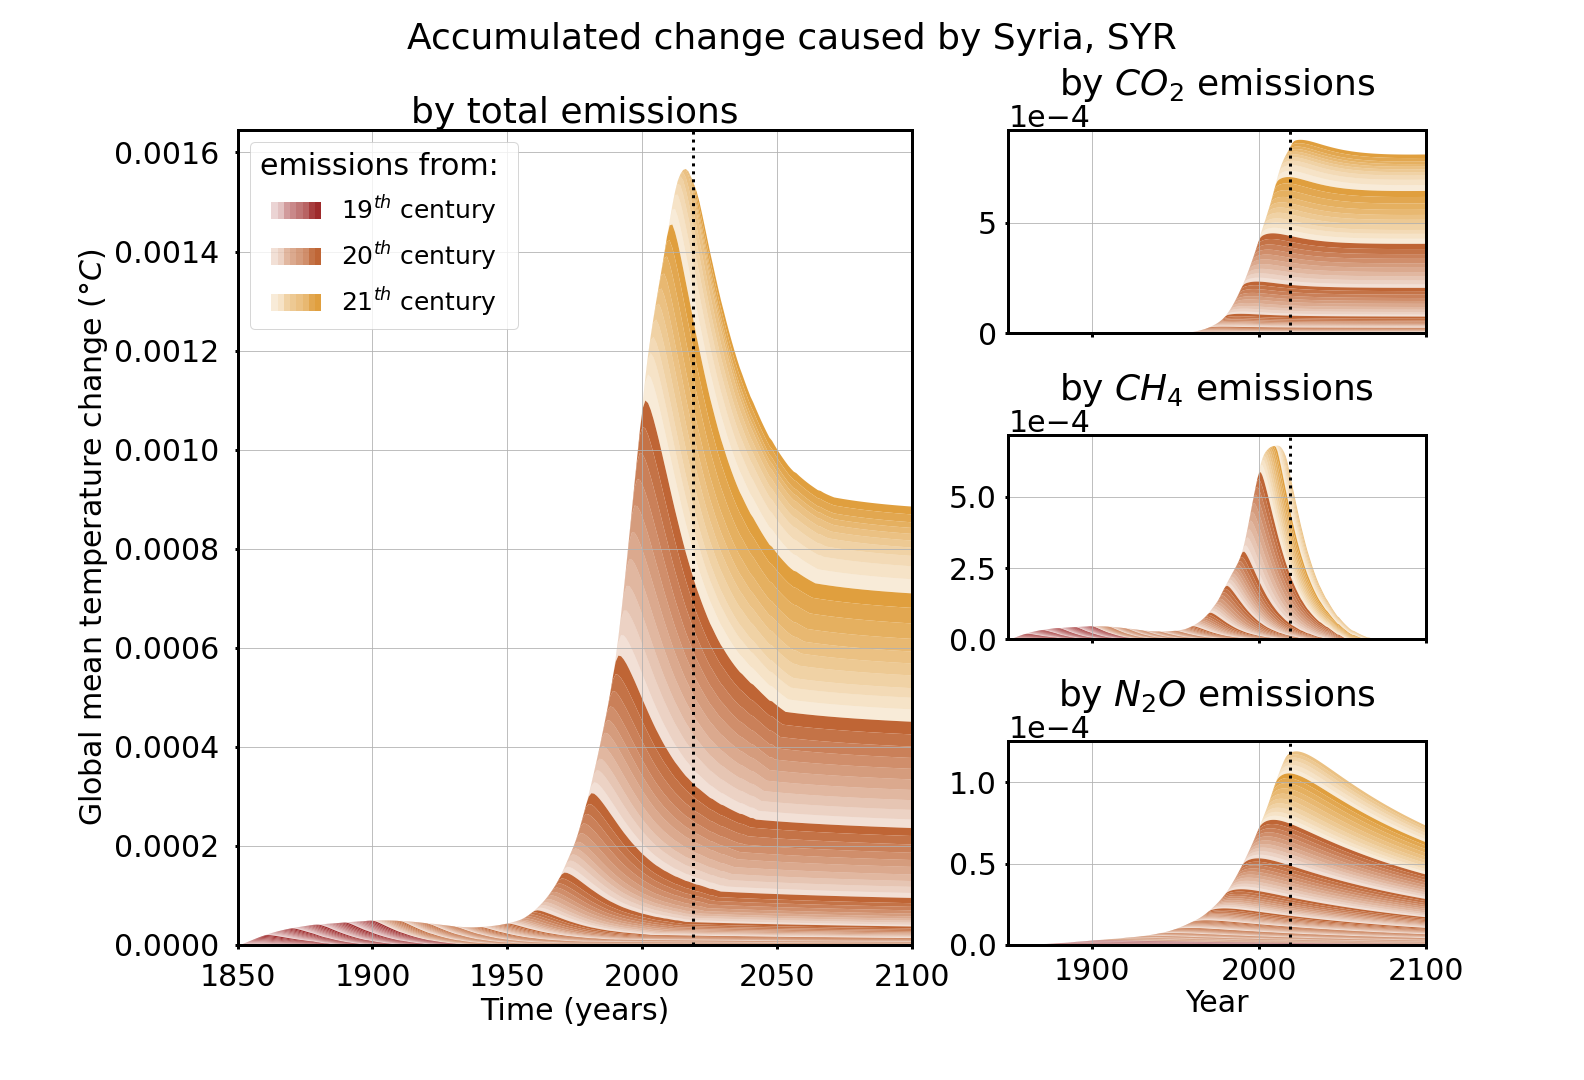 Accumulated change caused by Syria, SYR
by total emissions
Global mean temperature change (°C)
0.0016
0.0014
0.0012
0.0010
0.0008
0.0006
0.0004
0.0002
0.0000
emissions from:
19th century
20th century
21th century
1850 1900 1950 2000 2050 2100
Time (years)
by CO₂ emissions
1e−4
5
0
by CH₄ emissions
1e−4
5.0
2.5
0.0
by N₂O emissions
1e−4
1.0
0.5
0.0
1900 2000 2100
Year